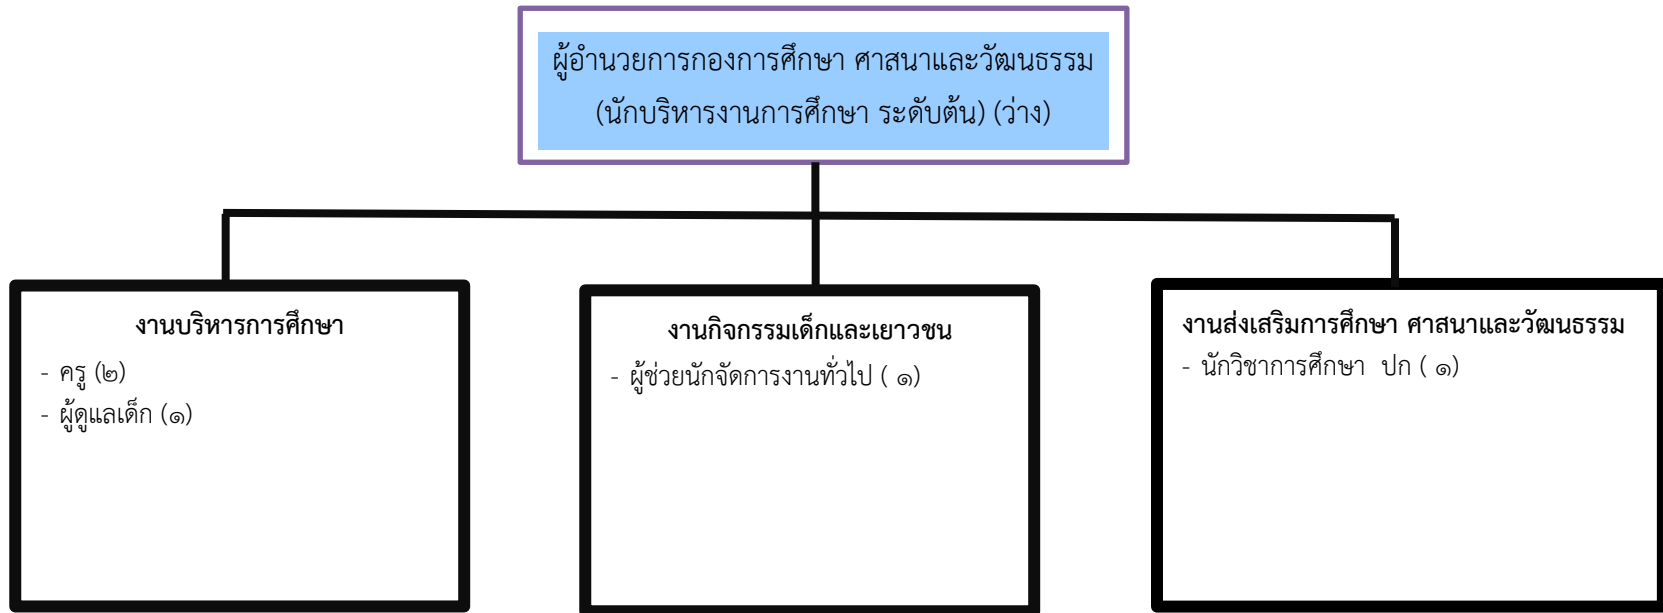 ผู้อำนวยการกองการศึกษา ศาสนาและวัฒนธรรม
(นักบริหารงานการศึกษา ระดับต้น) (ว่าง)
งานบริหารการศึกษา
- ครู (๒)
- ผู้ดูแลเด็ก (๑)
งานกิจกรรมเด็กและเยาวชน
- ผู้ช่วยนักจัดการงานทั่วไป ( ๑)
งานส่งเสริมการศึกษา ศาสนาและวัฒนธรรม
- นักวิชาการศึกษา  ปก ( ๑)